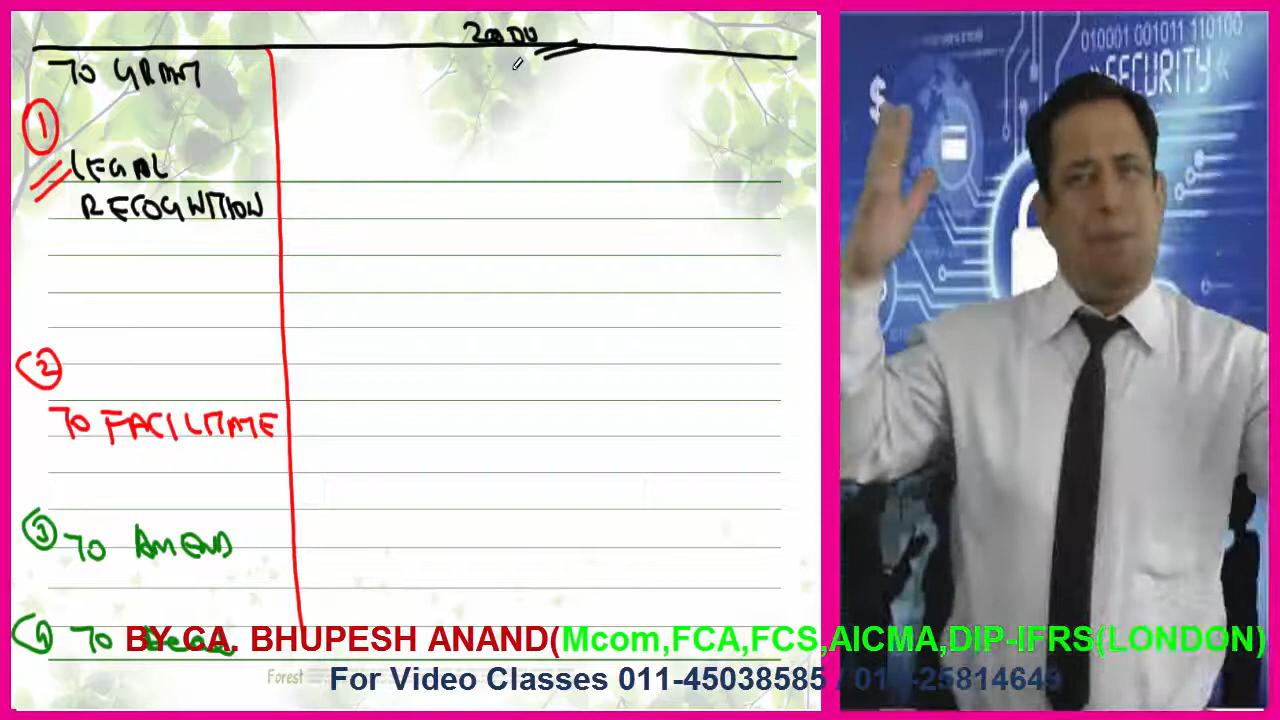 TO GRANT
1
LEGAL
RECOGNITION
2
TO FACILITATE
3
TO AMEND
4 TO
BY CA. BHUPESH ANAND(Mcom,FCA,FCS,AICMA,DIP-IFRS(LONDON)
Forest
For Video Classes 011-45038585 /
010001 001011 110100
»SECURITY«
$